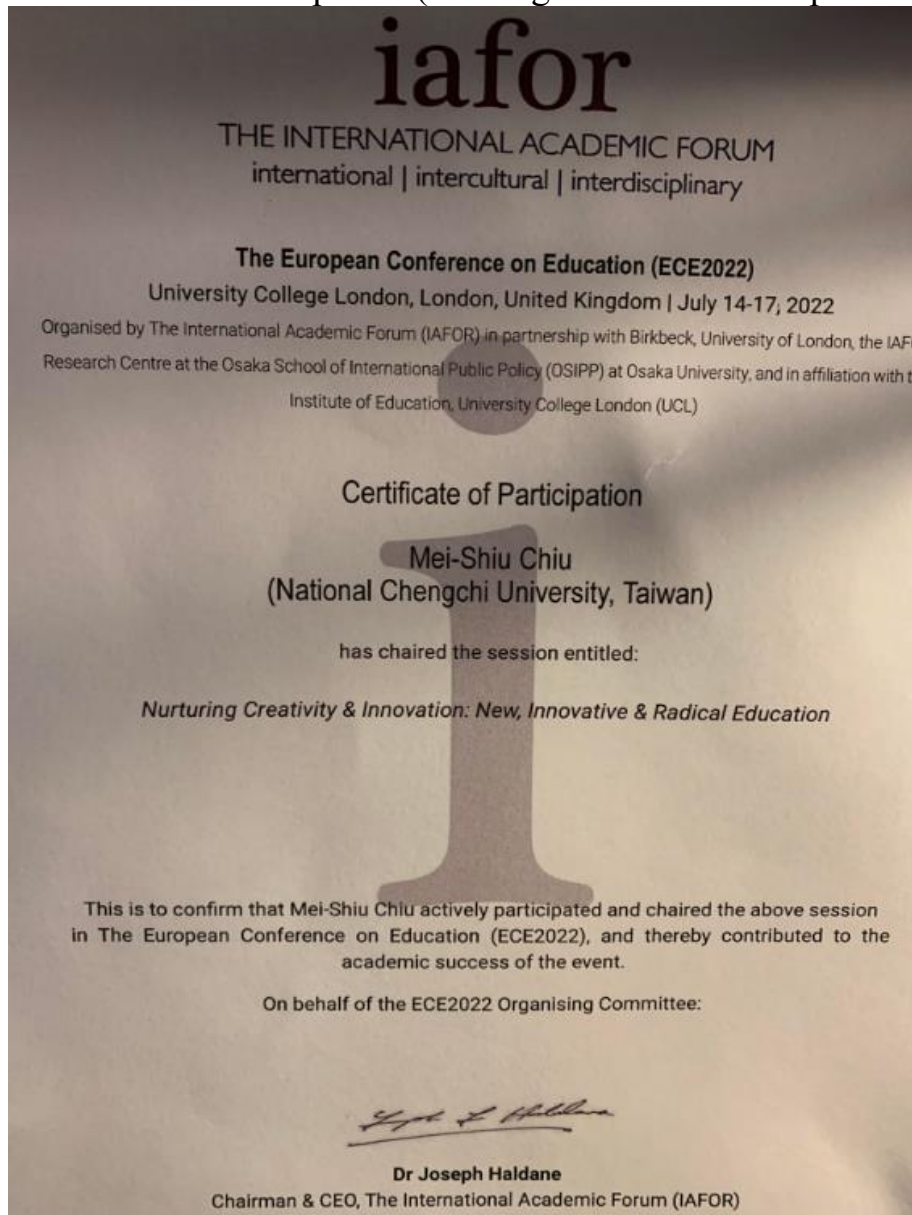 iafor
THE INTERNATIONAL ACADEMIC FORUM
international | intercultural | interdisciplinary
The European Conference on Education (ECE2022)
University College London, London, United Kingdom | July 14-17, 2022
Organised by The International Academic Forum (IAFOR) in partnership with Birkbeck, University of London, the
Research Centre at the Osaka School of International Public Policy (OSIPP) at Osaka University, and in affiliation with
Institute of Education, University College London (UCL)
Certificate of Participation
Mei-Shiu Chiu
(National Chengchi University, Taiwan)
has chaired the session entitled:
Nurturing Creativity & Innovation: New, Innovative & Radical Education
This is to confirm that Mei-Shiu Chiu actively participated and chaired the above session
in The European Conference on Education (ECE2022), and thereby contributed to the
academic success of the event.
On behalf of the ECE2022 Organising Committee:
Dr Joseph Haldane
Chairman & CEO, The International Academic Forum (IAFOR)